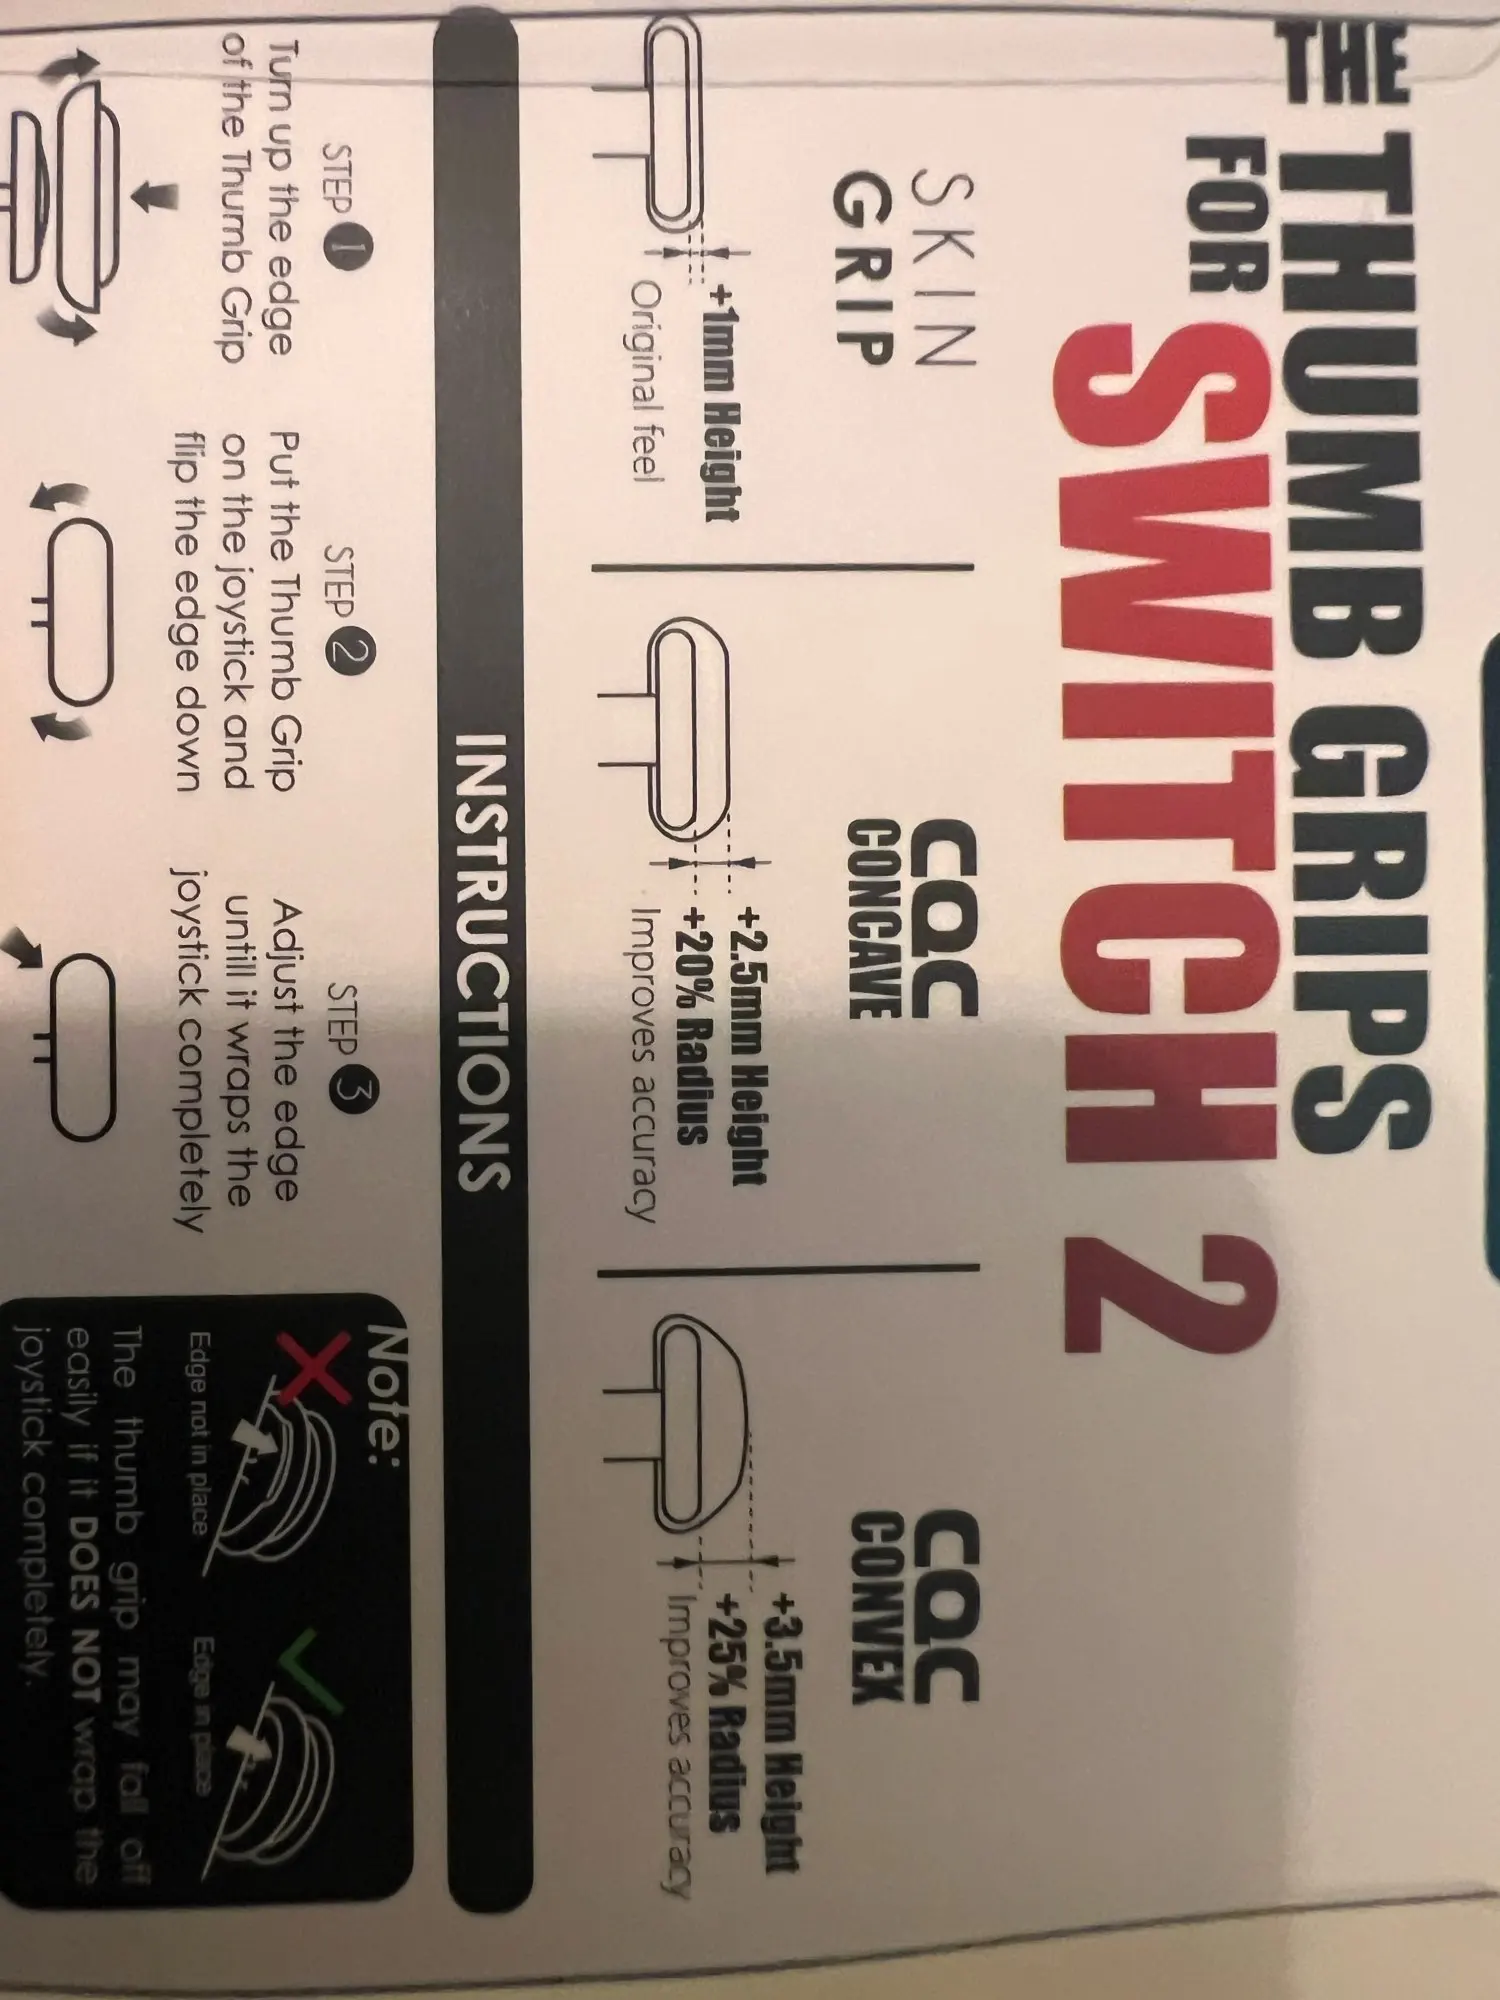 THE THUMB GRIPS
FOR SWITCH 2
SKIN
GRIP
+1mm Height
Original feel
CQC
CONCAVE
+2.5mm Height
+20% Radius
Improves accuracy
CQC
CONVEX
+3.5mm Height
+25% Radius
Improves accuracy
INSTRUCTIONS
STEP 1
Turn up the edge
of the Thumb Grip
STEP 2
Put the Thumb Grip
on the joystick and
flip the edge down
STEP 3
Adjust the edge
untill it wraps the
joystick completely
Note:
Edge not in place
Edge in place
The thumb grip may fall off
easily if it DOES NOT wrap the
joystick completely.